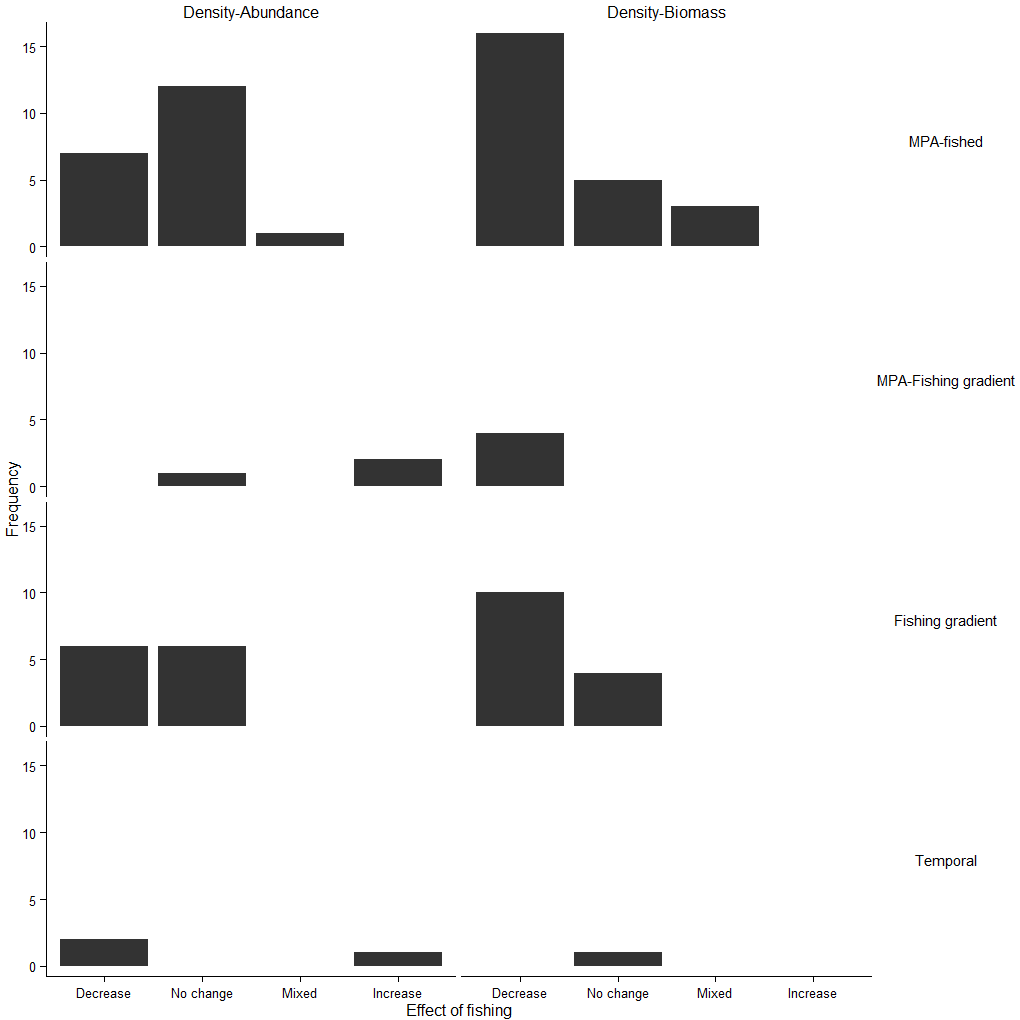 Density-Abundance Density-Biomass
15
10
5
0
MPA-fished
15
10
5
0
MPA-Fishing gradient
Frequency
15
10
5
0
Fishing gradient
15
10
5
0
Temporal
Decrease No change Mixed Increase Decrease No change Mixed Increase
Effect of fishing